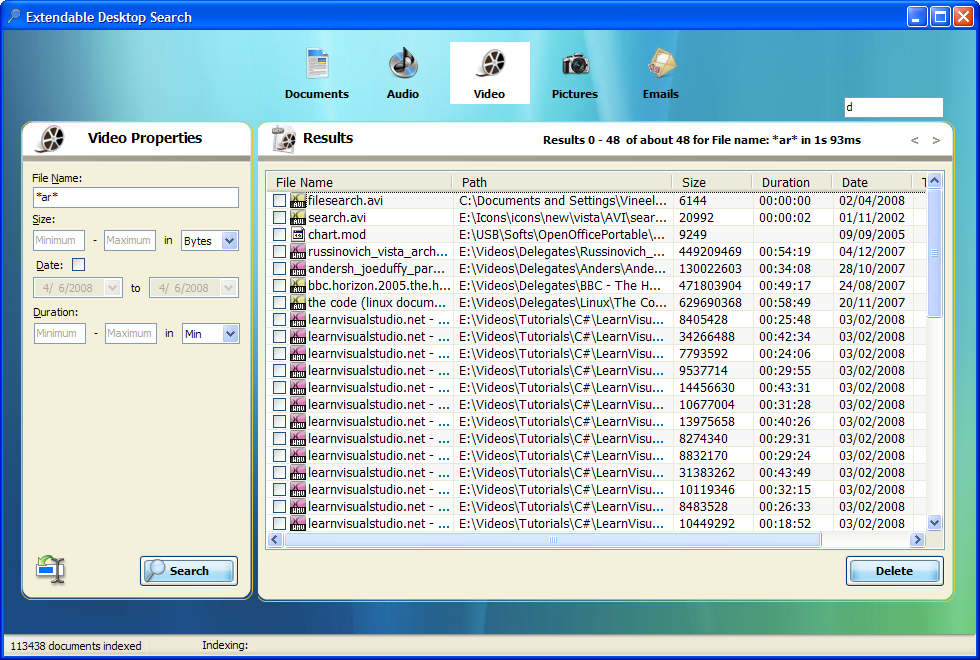 Extendable Desktop Search
Documents Audio Video Pictures Emails
d
Video Properties
File Name:
*ar*
Size:
Minimum - Maximum in Bytes
Date:
4/ 6/2008 to 4/ 6/2008
Duration:
Minimum - Maximum in Min
Search
Results Results 0 - 48 of about 48 for File name: *ar* in 1s 93ms < >
File Name Path Size Duration Date
filesearch.avi C:\Documents and Settings\Vineel... 6144 00:00:00 02/04/2008
search.avi E:\Icons\icons\new\vista\AVI\sear... 20992 00:00:02 01/11/2002
chart.mod E:\USB\Softs\OpenOfficePortable\... 9249 09/09/2005
russinovich_vista_arch... E:\Videos\Delegates\Russinovich_... 449209469 00:54:19 04/12/2007
andersh_joeduffy_par... E:\Videos\Delegates\Anders\Ande... 130022603 00:34:08 28/10/2007
bbc.horizon.2005.the.h... E:\Videos\Delegates\BBC - The H... 471803904 00:49:17 24/08/2007
the code (linux docum... E:\Videos\Delegates\Linux\The Co... 629690368 00:58:49 20/11/2007
learnvisualstudio.net - ... E:\Videos\Tutorials\C#\LearnVisu... 8405428 00:25:48 03/02/2008
learnvisualstudio.net - ... E:\Videos\Tutorials\C#\LearnVisu... 34266488 00:42:34 03/02/2008
learnvisualstudio.net - ... E:\Videos\Tutorials\C#\LearnVisu... 7793592 00:24:06 03/02/2008
learnvisualstudio.net - ... E:\Videos\Tutorials\C#\LearnVisu... 9537714 00:29:55 03/02/2008
learnvisualstudio.net - ... E:\Videos\Tutorials\C#\LearnVisu... 14456630 00:43:31 03/02/2008
learnvisualstudio.net - ... E:\Videos\Tutorials\C#\LearnVisu... 10677004 00:31:28 03/02/2008
learnvisualstudio.net - ... E:\Videos\Tutorials\C#\LearnVisu... 13975658 00:40:26 03/02/2008
learnvisualstudio.net - ... E:\Videos\Tutorials\C#\LearnVisu... 8274340 00:29:31 03/02/2008
learnvisualstudio.net - ... E:\Videos\Tutorials\C#\LearnVisu... 8832170 00:29:24 03/02/2008
learnvisualstudio.net - ... E:\Videos\Tutorials\C#\LearnVisu... 31383262 00:43:49 03/02/2008
learnvisualstudio.net - ... E:\Videos\Tutorials\C#\LearnVisu... 10119346 00:32:15 03/02/2008
learnvisualstudio.net - ... E:\Videos\Tutorials\C#\LearnVisu... 8483528 00:26:33 03/02/2008
learnvisualstudio.net - ... E:\Videos\Tutorials\C#\LearnVisu... 10449292 00:18:52 03/02/2008
Delete
113438 documents indexed Indexing: